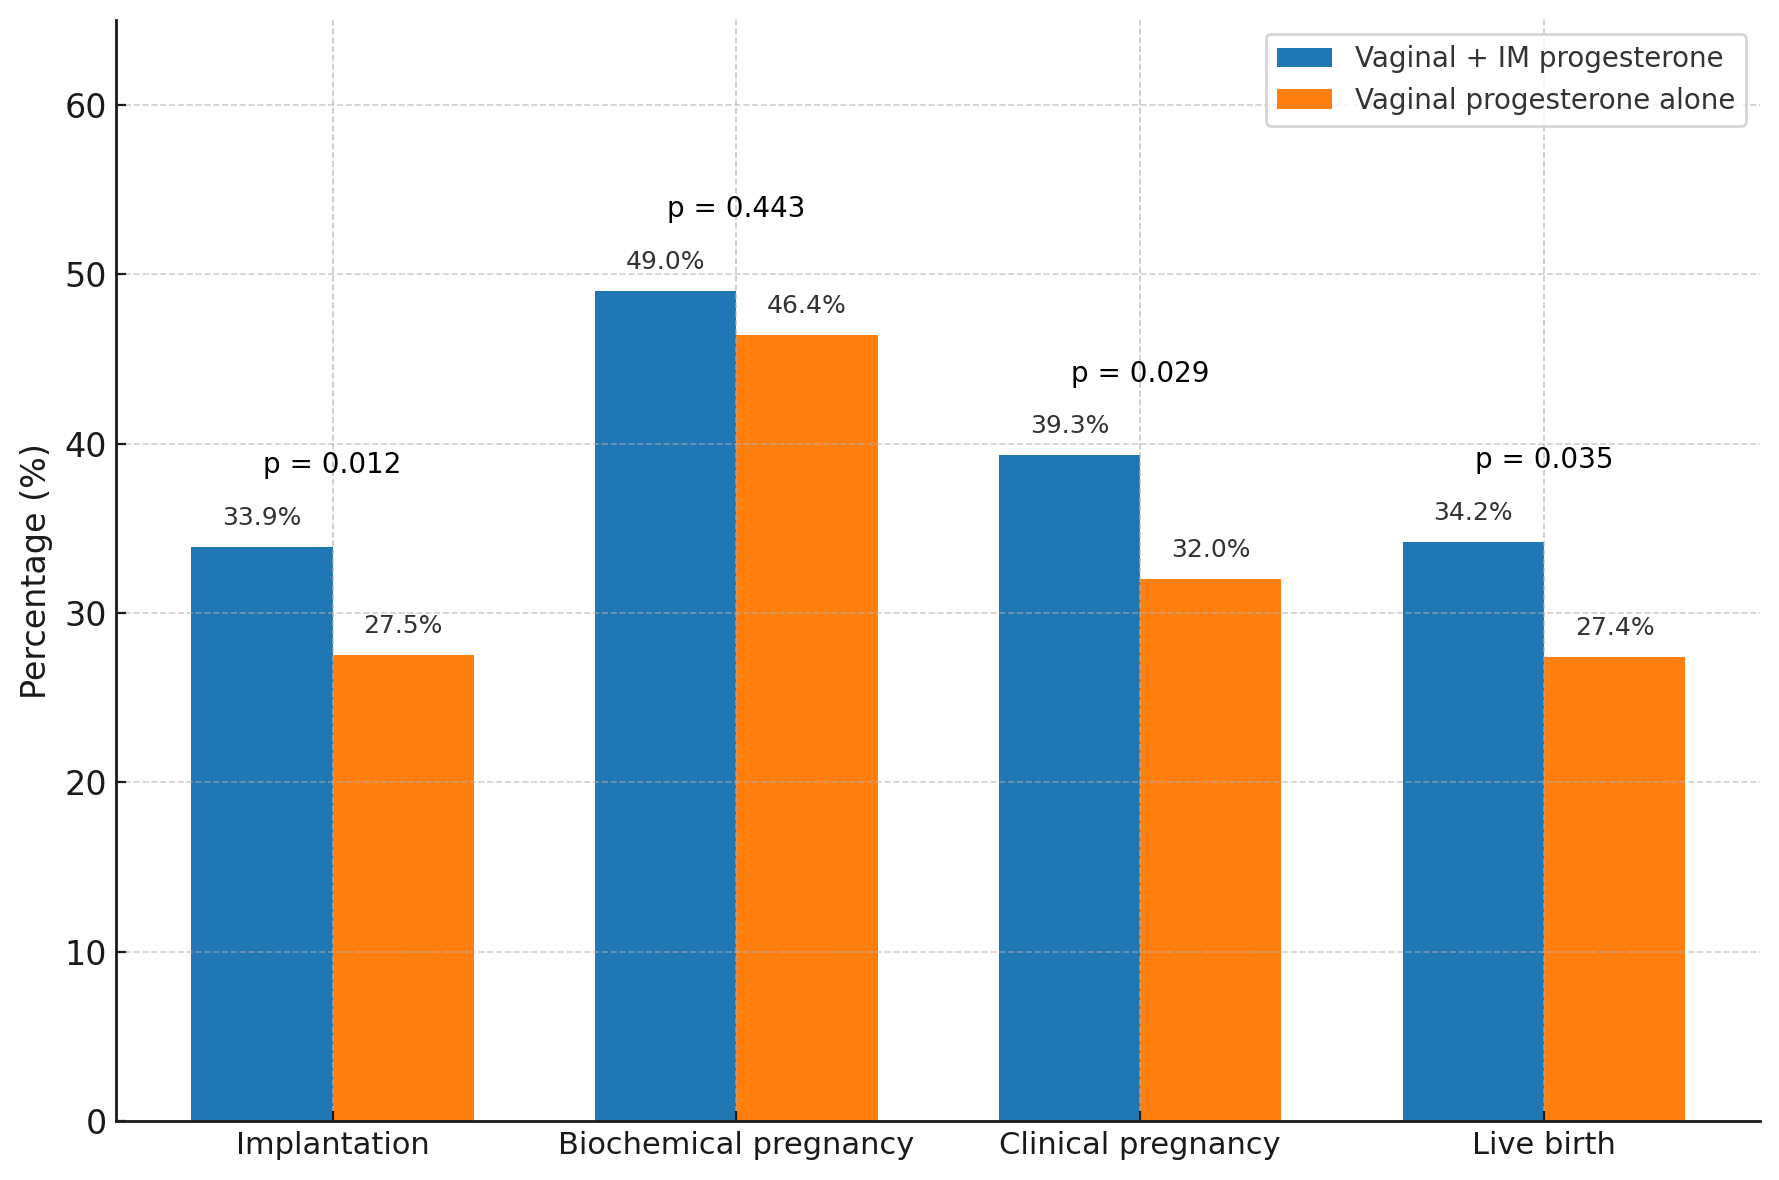 Vaginal + IM progesterone
Vaginal progesterone alone
60
50
40
30
20
10
0
Percentage (%)
p = 0.012
33.9%
27.5%
p = 0.443
49.0%
46.4%
p = 0.029
39.3%
32.0%
p = 0.035
34.2%
27.4%
Implantation
Biochemical pregnancy
Clinical pregnancy
Live birth